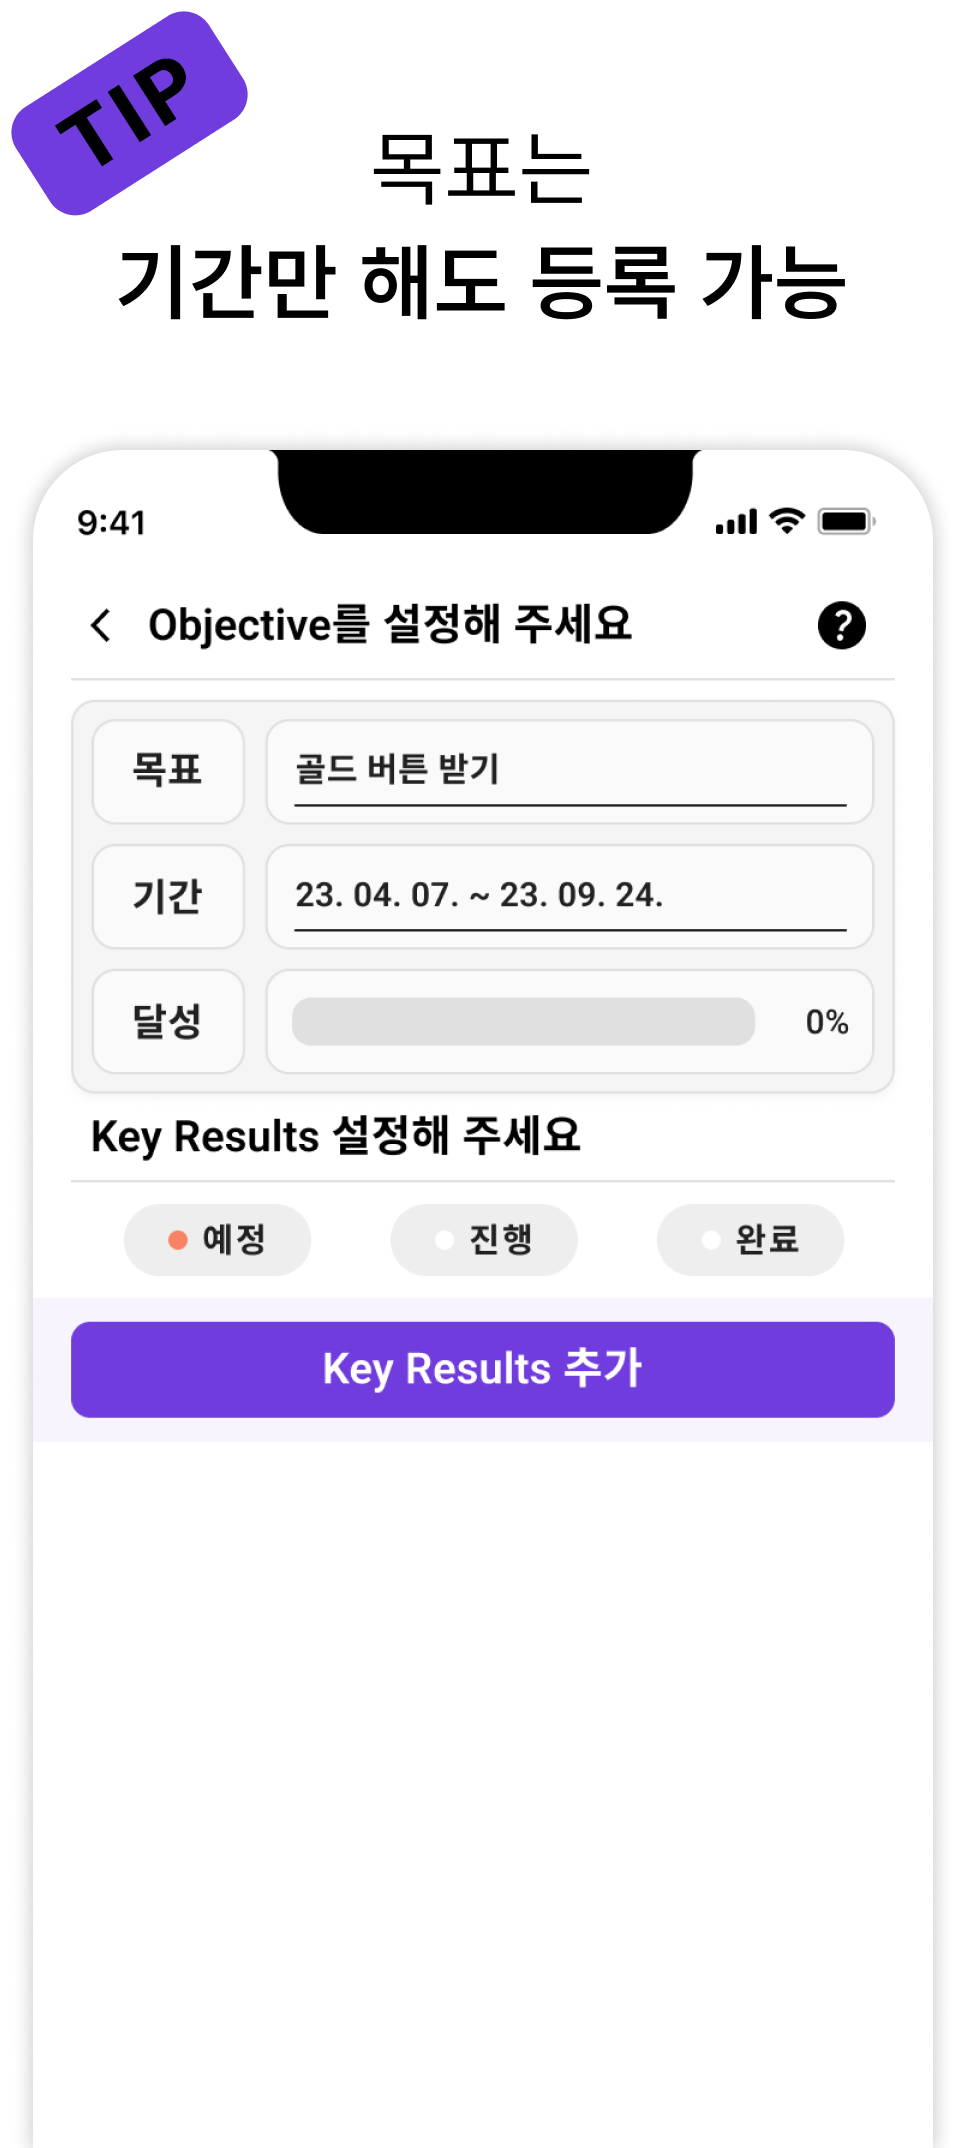 TIP
목표는
기간만 해도 등록 가능
9:41
Objective를 설정해 주세요
?
목표
골드 버튼 받기
기간
23. 04. 07. ~ 23. 09. 24.
달성
0%
Key Results 설정해 주세요
예정
진행
완료
Key Results 추가